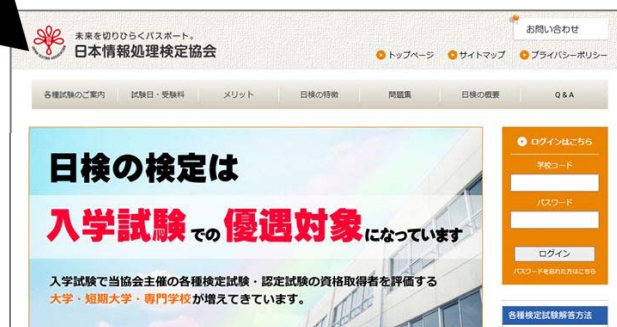 お問い合わせ
未来を切りひらくパスポート。
日本情報処理検定協会
トップページ サイトマップ プライバシーポリシー
各種試験のご案内 試験日・受験料 メリット 日検の特徴 問題集 日検の概要 Q&A
日検の検定は
入学試験での優遇対象になっています
入学試験で当協会主催の各種検定試験・認定試験の資格取得者を評価する
大学・短期大学・専門学校が増えてきています。
ログインはこちら
学校コード
パスワード
ログイン
パスワードを忘れた方はこちら
各種検定試験解答方法